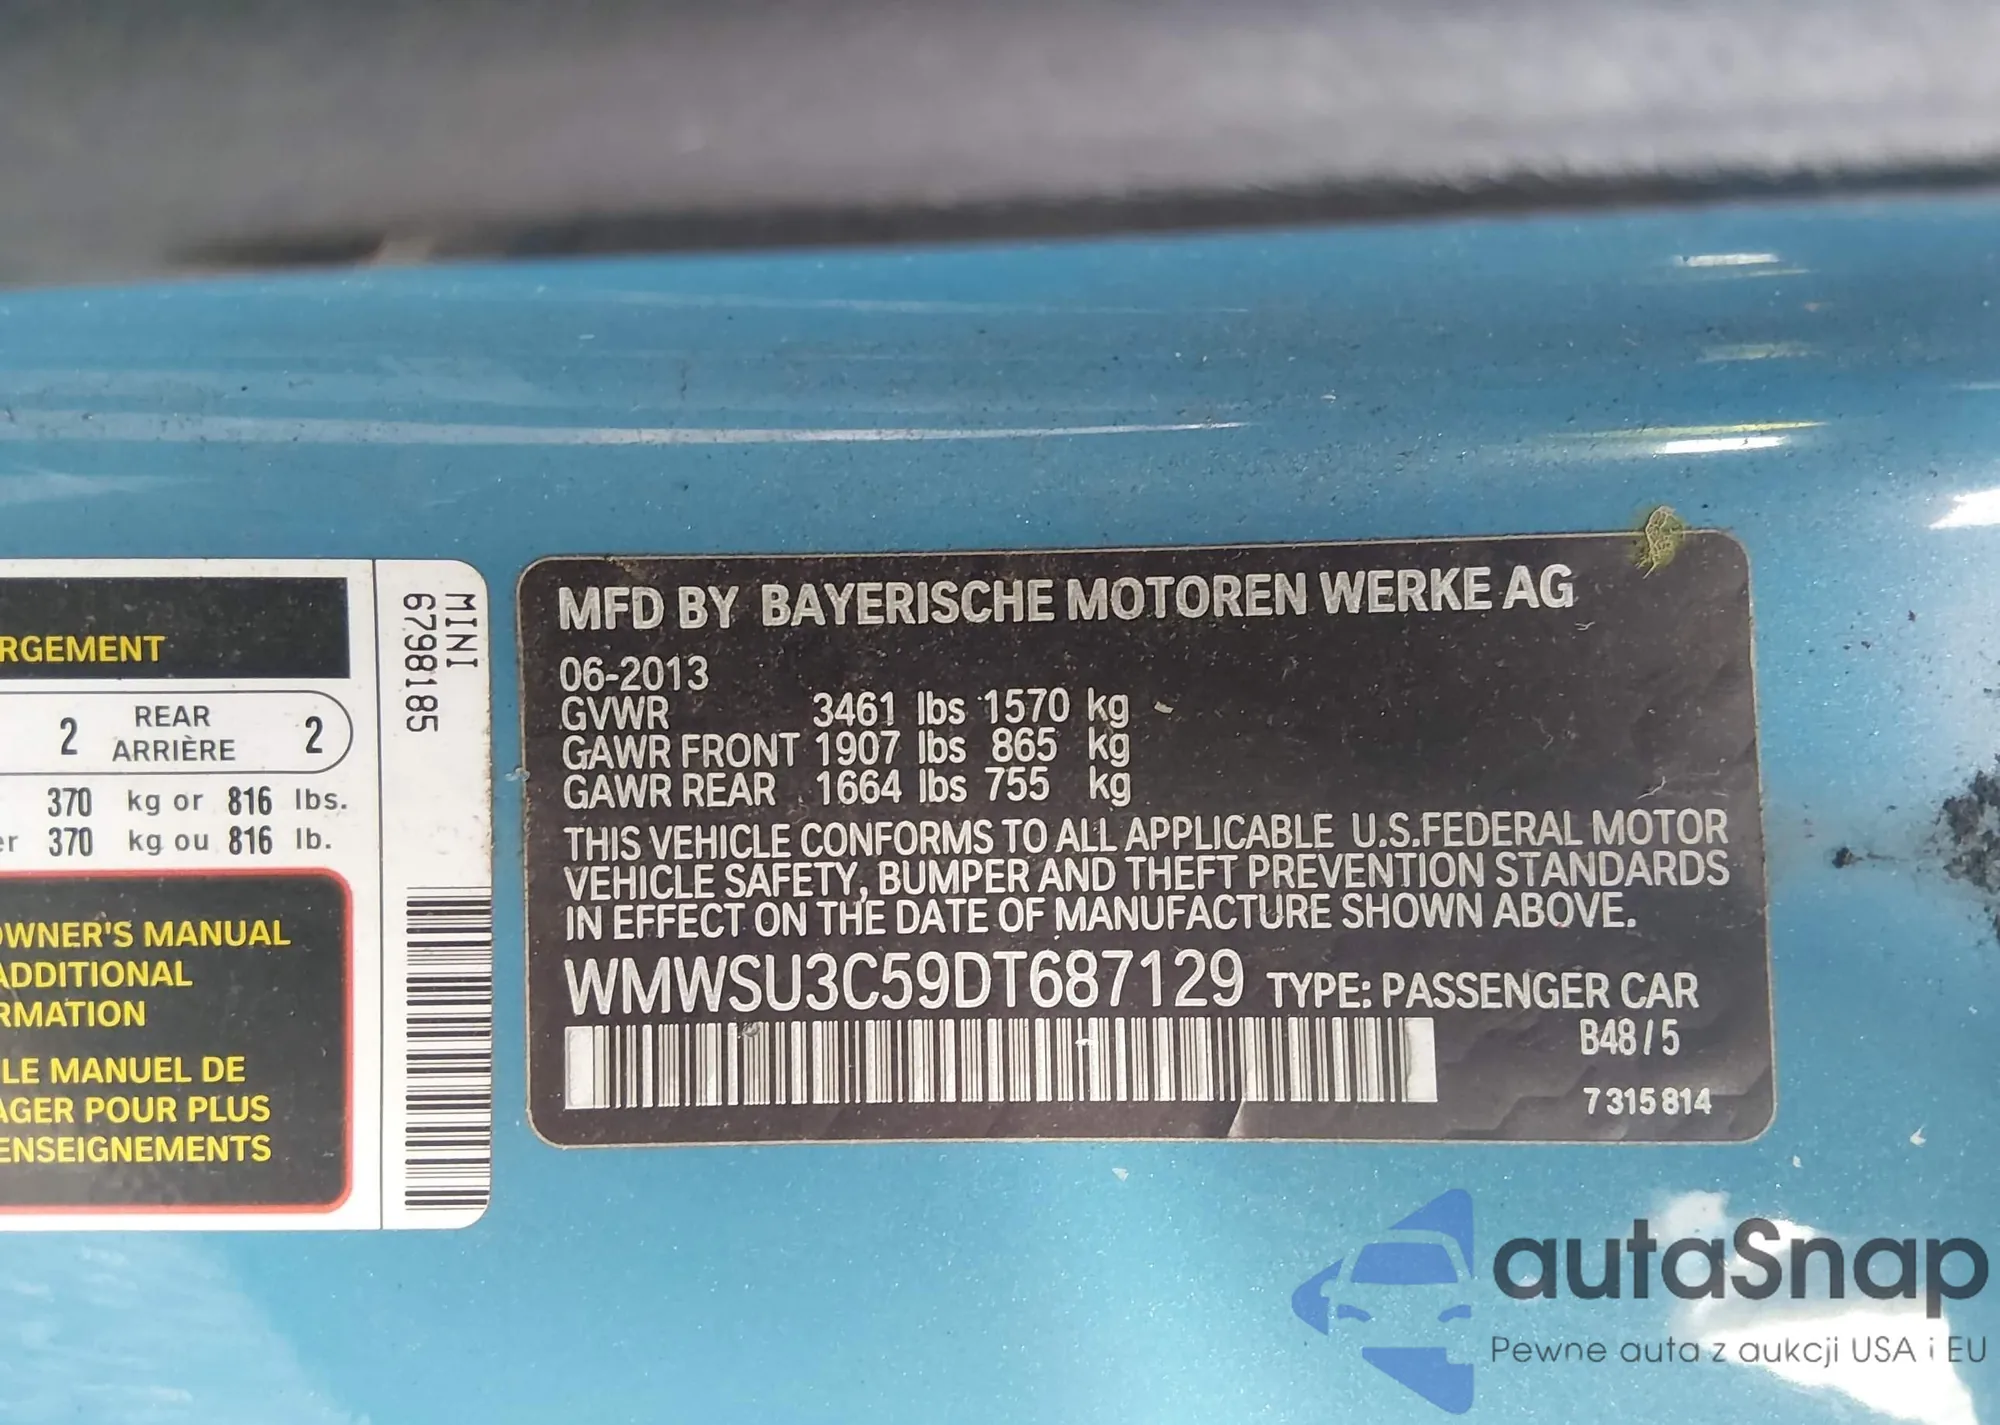 RGEMENT
2 REAR ARRIÈRE 2
370 kg or 816 lbs.
er 370 kg ou 816 lb.
OWNER'S MANUAL
ADDITIONAL
RMATION
LE MANUEL DE
AGER POUR PLUS
ENSEIGNEMENTS
MINI
6798185
MFD BY BAYERISCHE MOTOREN WERKE AG
06-2013
GVWR 3461 lbs 1570 kg
GAWR FRONT 1907 lbs 865 kg
GAWR REAR 1664 lbs 755 kg
THIS VEHICLE CONFORMS TO ALL APPLICABLE U.S.FEDERAL MOTOR
VEHICLE SAFETY, BUMPER AND THEFT PREVENTION STANDARDS
IN EFFECT ON THE DATE OF MANUFACTURE SHOWN ABOVE.
WMWSU3C59DT687129 TYPE: PASSENGER CAR
B48/5
7315814
autaSnap
Pewne auta z aukcji USA i EU